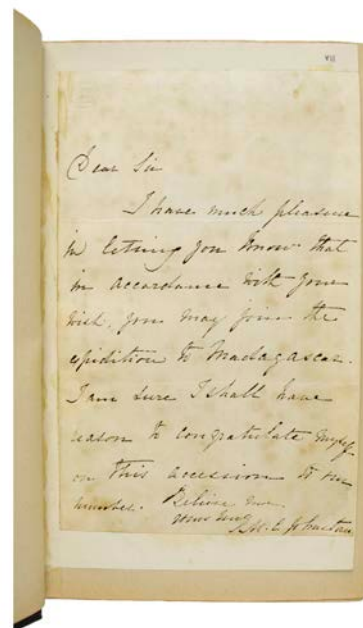 VII
Dear Sir
I have much pleasure
in letting you know that
in accordance with your
wish, you may join the
expidition to Madagascar.
I am sure I shall have
reason to congratulate myself
on this accession to our
number. Believe me
Yours truly
Johnstone